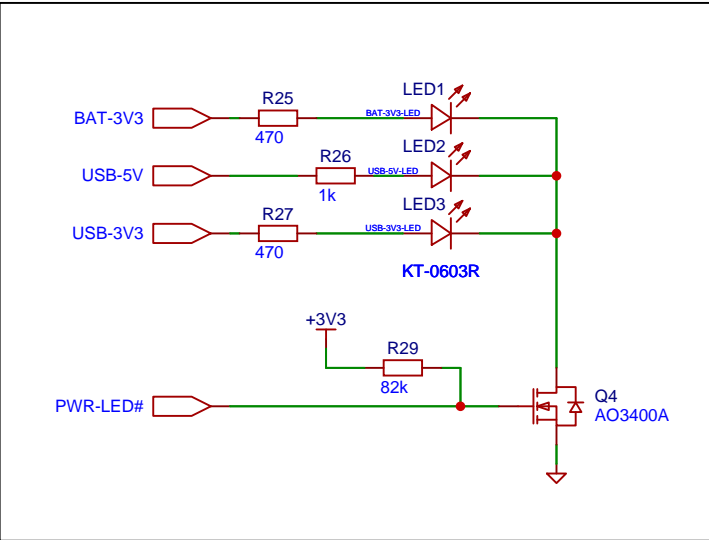 LED1
R25
BAT-3V3
BAT-3V3-LED
470
LED2
R26
USB-5V
USB-5V-LED
1k
LED3
R27
USB-3V3
USB-3V3-LED
470
KT-0603R
+3V3
R29
82k
PWR-LED#
Q4
AO3400A